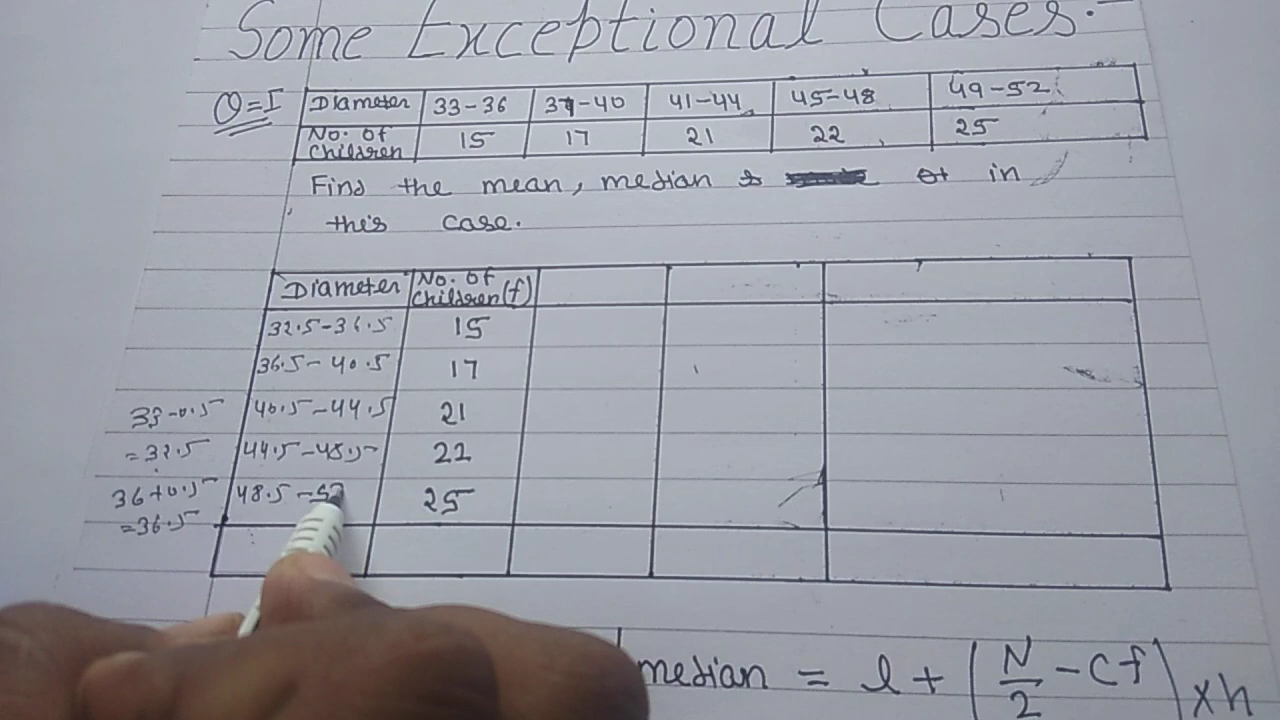 Some Exceptional Cases:-
Q=I Diameter 33-36 37-40 41-44 45-48 49-52
No. of Children 15 17 21 22 25
Find the mean, median & of in
this case.
Diameter No. of Children (f)
32.5-36.5 15
36.5-40.5 17
33-0.5 40.5-44.5 21
=32.5 44.5-48.5 22
36+0.5 48.5-52 25
=36.5
median = l + (N/2 - Cf) x h